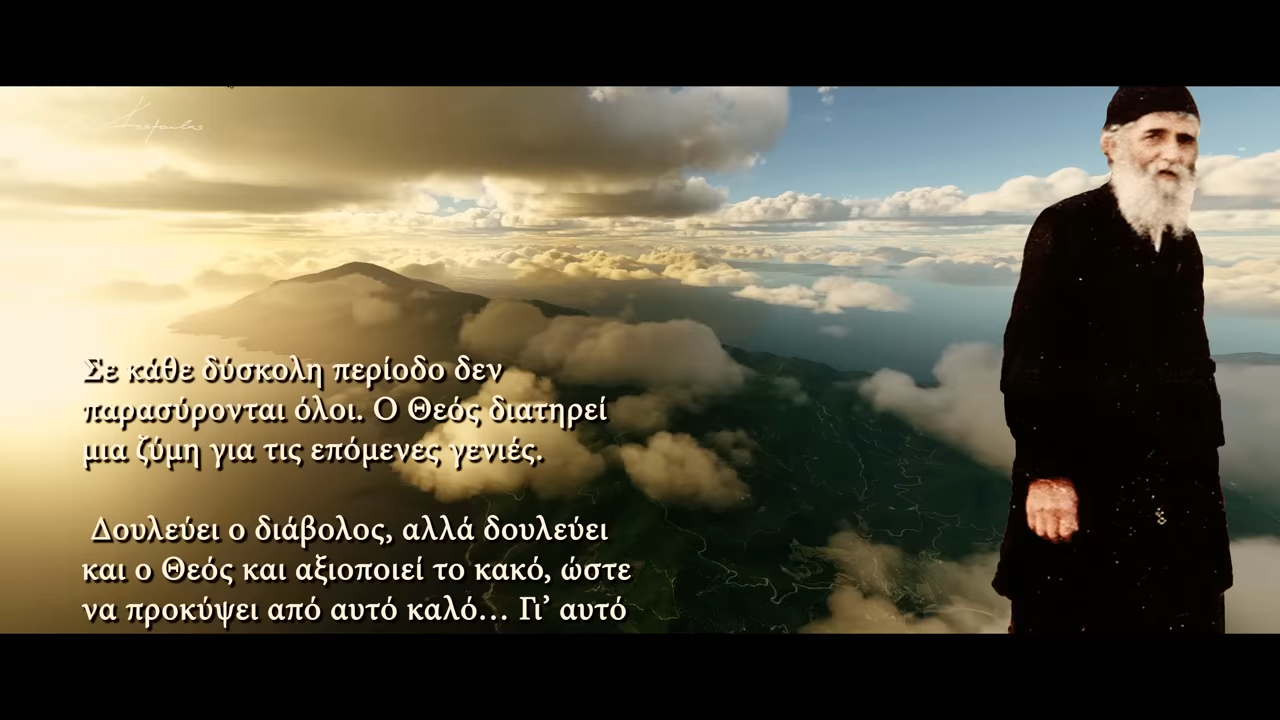 Σε κάθε δύσκολη περίοδο δεν
παρασύρονται όλοι. Ο Θεός διατηρεί
μια ζύμη για τις επόμενες γενιές.
Δουλεύει ο διάβολος, αλλά δουλεύει
και ο Θεός και αξιοποιεί το κακό, ώστε
να προκύψει από αυτό καλό… Γι’ αυτό